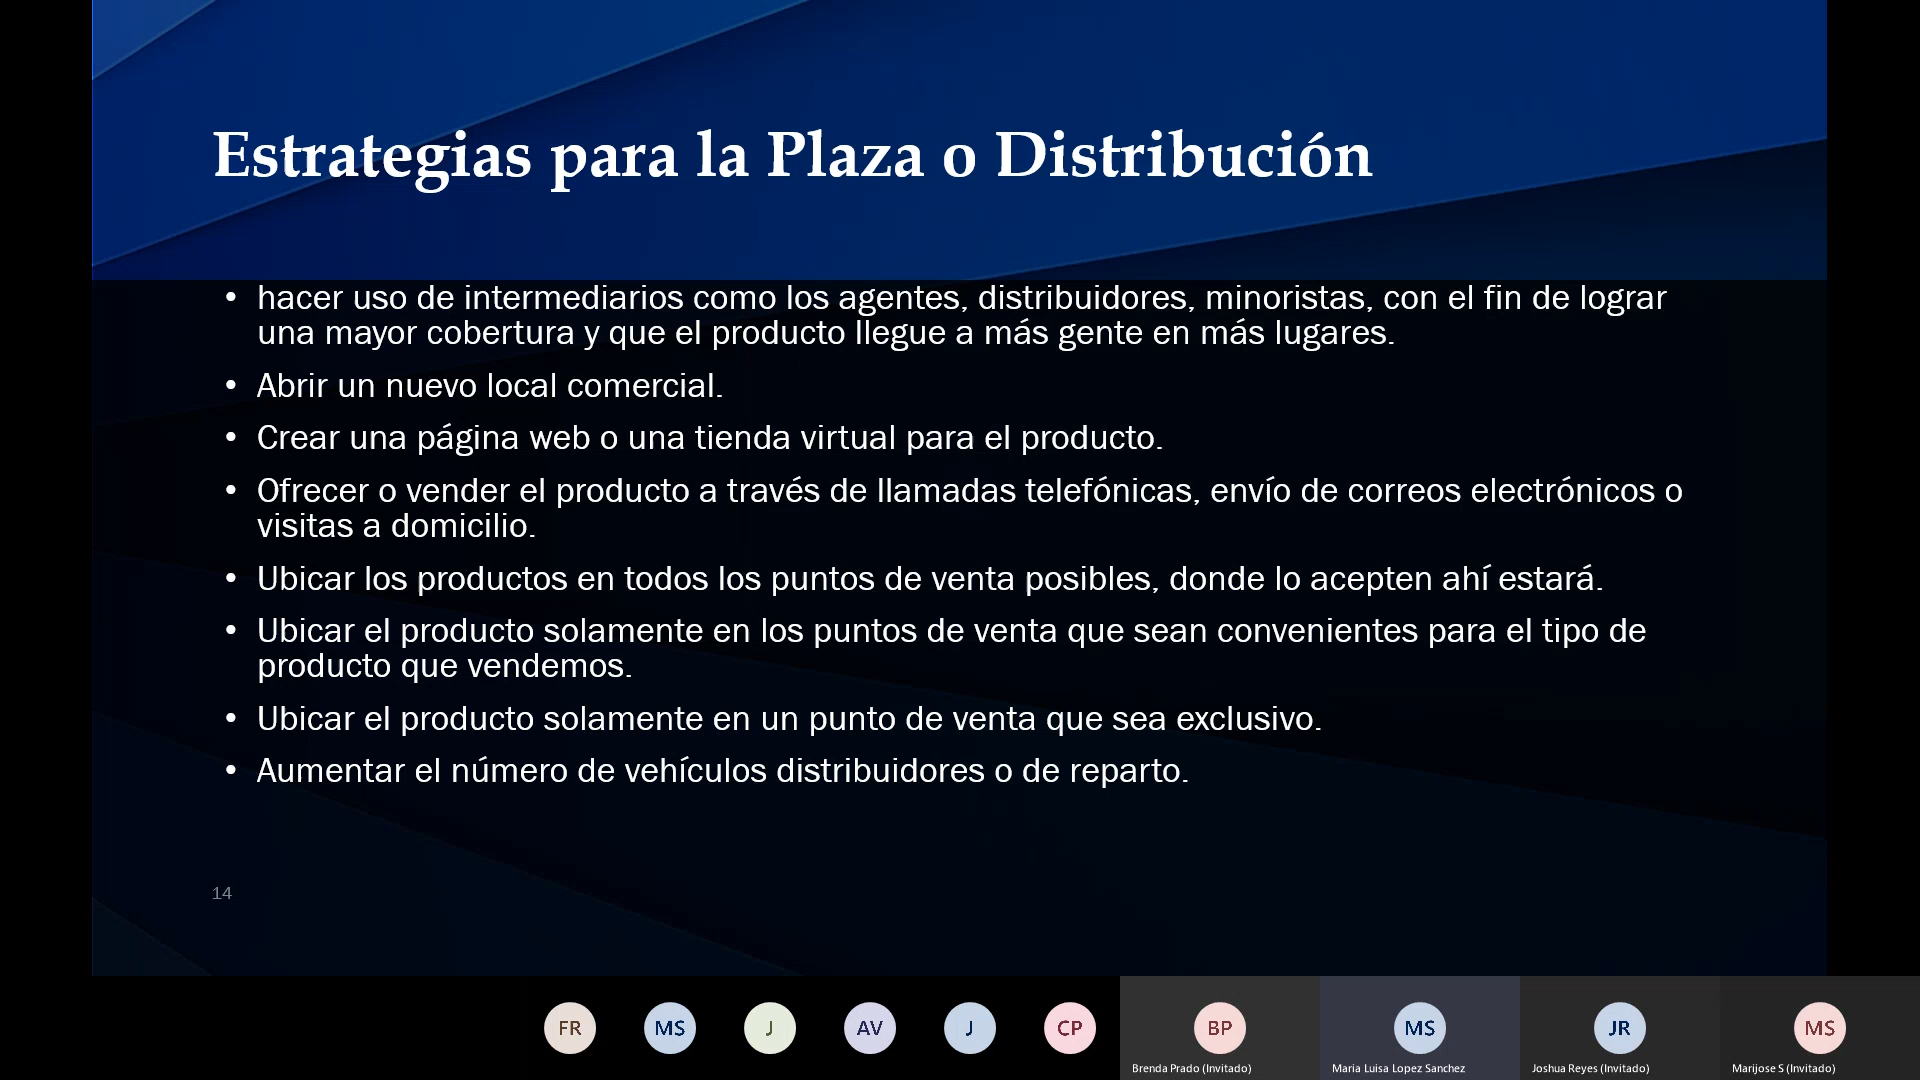 Estrategias para la Plaza o Distribución
• hacer uso de intermediarios como los agentes, distribuidores, minoristas, con el fin de lograr
una mayor cobertura y que el producto llegue a más gente en más lugares.
• Abrir un nuevo local comercial.
• Crear una página web o una tienda virtual para el producto.
• Ofrecer o vender el producto a través de llamadas telefónicas, envío de correos electrónicos o
visitas a domicilio.
• Ubicar los productos en todos los puntos de venta posibles, donde lo acepten ahí estará.
• Ubicar el producto solamente en los puntos de venta que sean convenientes para el tipo de
producto que vendemos.
• Ubicar el producto solamente en un punto de venta que sea exclusivo.
• Aumentar el número de vehículos distribuidores o de reparto.
14
FR MS J AV J CP BP MS JR MS
Brenda Prado (Invitado) Maria Luisa Lopez Sanchez Joshua Reyes (Invitado) Marijose S (Invitado)